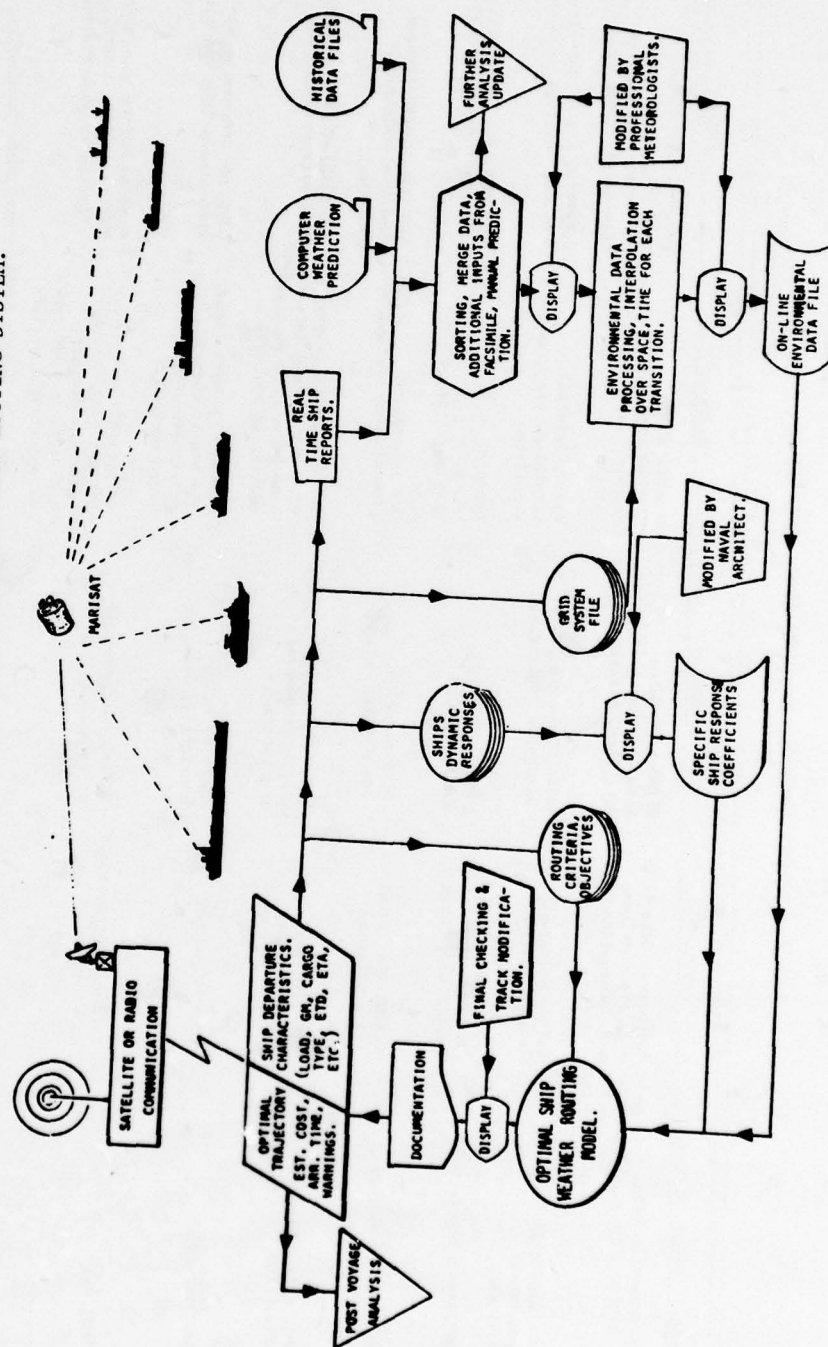 MARISAT
SATELLITE OR RADIO
COMMUNICATION
OPTIMAL
TRAJECTORY
EST. COST,
ARR. TIME,
WARNINGS.
SHIP DEPARTURE
CHARACTERISTICS.
(LOAD, GM, CARGO
TYPE, ETD, ETA,
ETC.)
POST VOYAGE
ANALYSIS
DOCUMENTATION
DISPLAY
FINAL CHECKING &
TRACK MODIFICA-
TION.
OPTIMAL SHIP
WEATHER ROUTING
MODEL.
ROUTING
CRITERIA,
OBJECTIVES
SHIPS
DYNAMIC
RESPONSES
DISPLAY
SPECIFIC
SHIP RESPONSE
COEFFICIENTS
MODIFIED BY
NAVAL
ARCHITECT.
GRID
SYSTEM
FILE
REAL
TIME SHIP
REPORTS.
COMPUTER
WEATHER
PREDICTION
HISTORICAL
DATA FILES
SORTING, MERGE DATA,
ADDITIONAL INPUTS FROM
FACSIMILE, MANUAL PREDIC-
TION.
FURTHER
ANALYSIS
UPDATE
DISPLAY
ENVIRONMENTAL DATA
PROCESSING, INTERPOLATION
OVER SPACE, TIME FOR EACH
TRANSITION.
MODIFIED BY
PROFESSIONAL
METEOROLOGISTS.
DISPLAY
ON-LINE
ENVIRONMENTAL
DATA FILE